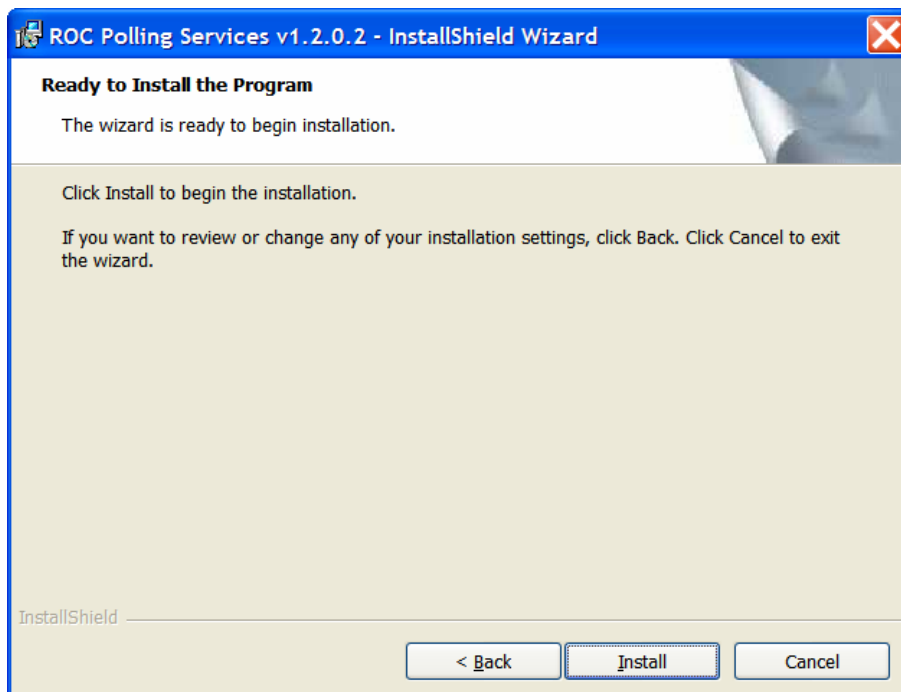 ROC Polling Services v1.2.0.2 - InstallShield Wizard
Ready to Install the Program
The wizard is ready to begin installation.
Click Install to begin the installation.
If you want to review or change any of your installation settings, click Back. Click Cancel to exit
the wizard.
InstallShield
< Back
Install
Cancel